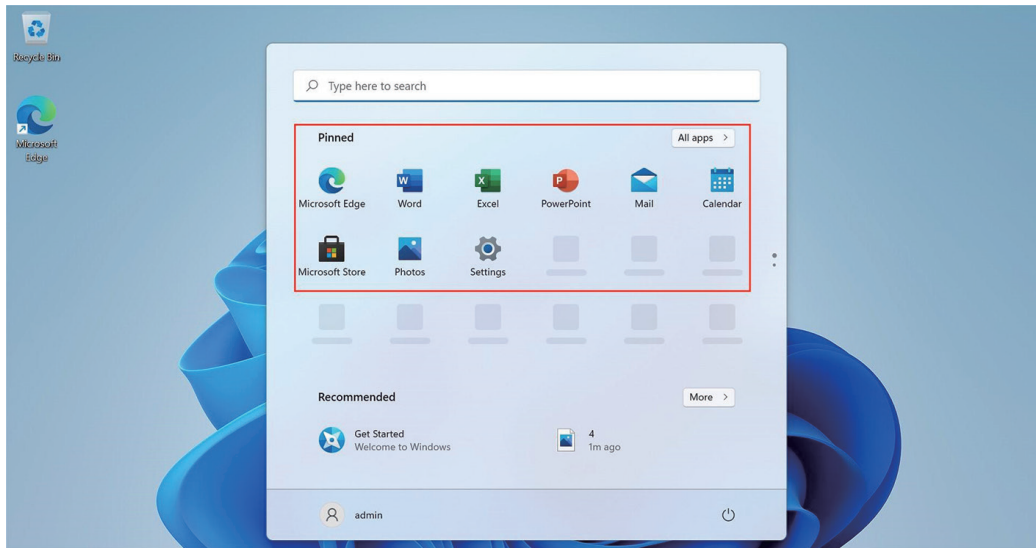 Recycle Bin
Microsoft
Edge
Type here to search
Pinned
All apps >
Microsoft Edge Word Excel PowerPoint Mail Calendar
Microsoft Store Photos Settings
Recommended
More >
Get Started
Welcome to Windows
4
1m ago
admin